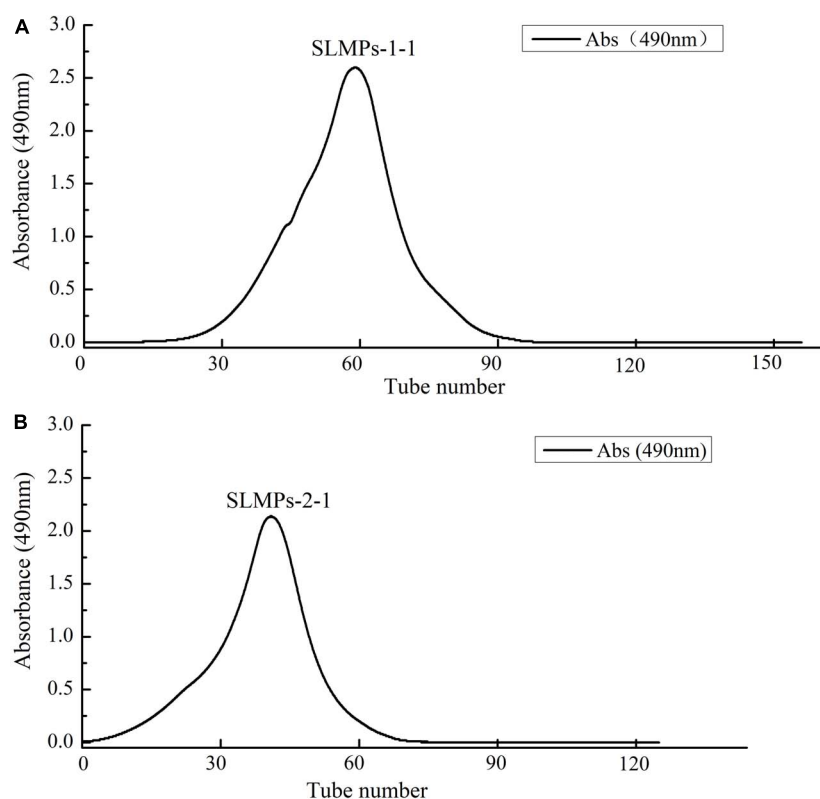 A
3.0
SLMPs-1-1
Abs（490nm）
2.5
2.0
1.5
1.0
0.5
0.0
Absorbance (490nm)
0 30 60 90 120 150
Tube number
B
3.0
Abs (490nm)
2.5
SLMPs-2-1
2.0
1.5
1.0
0.5
0.0
Absorbance (490nm)
0 30 60 90 120
Tube number